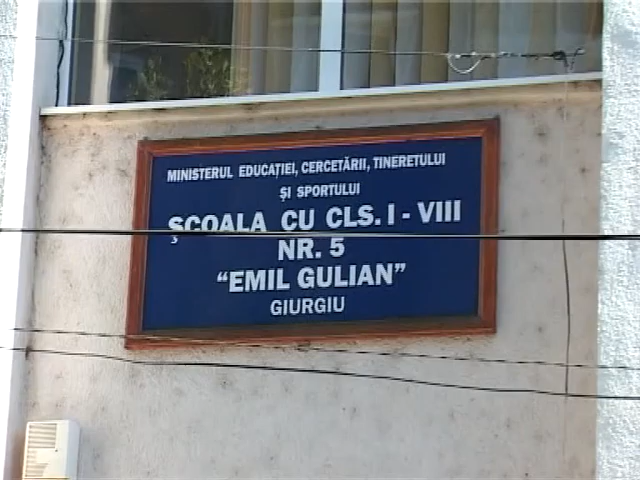 MINISTERUL EDUCAȚIEI, CERCETĂRII, TINERETULUI
ȘI SPORTULUI
ȘCOALA CU CLS. I - VIII
NR. 5
“EMIL GULIAN”
GIURGIU